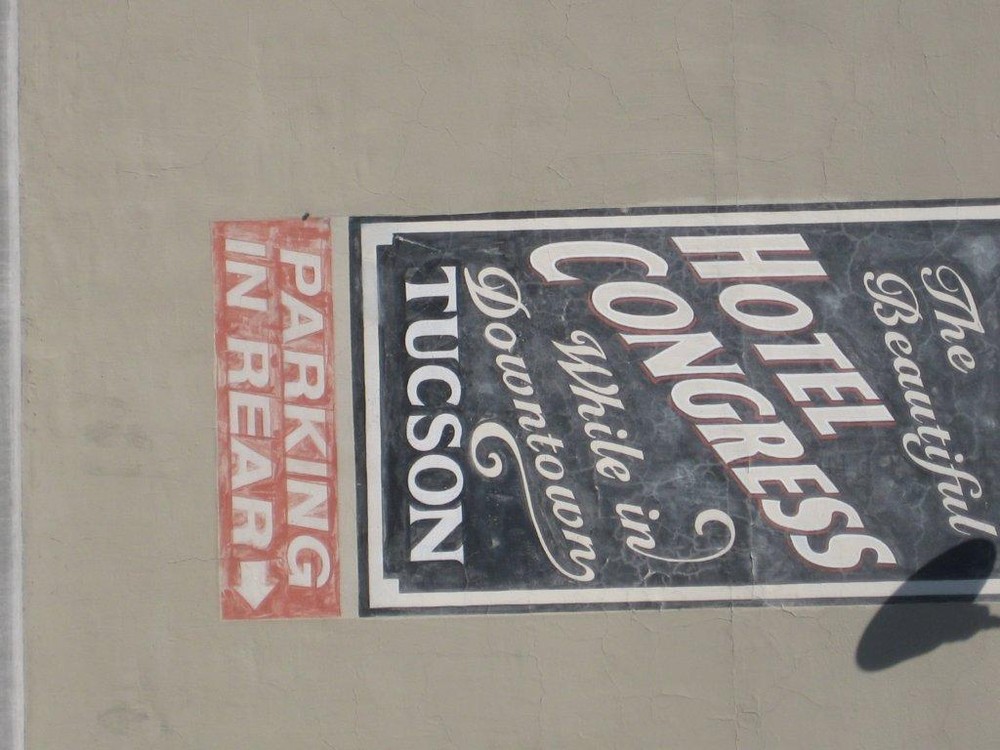 The
Beautiful
HOTEL
CONGRESS
While in
Downtown
TUCSON
PARKING
IN REAR